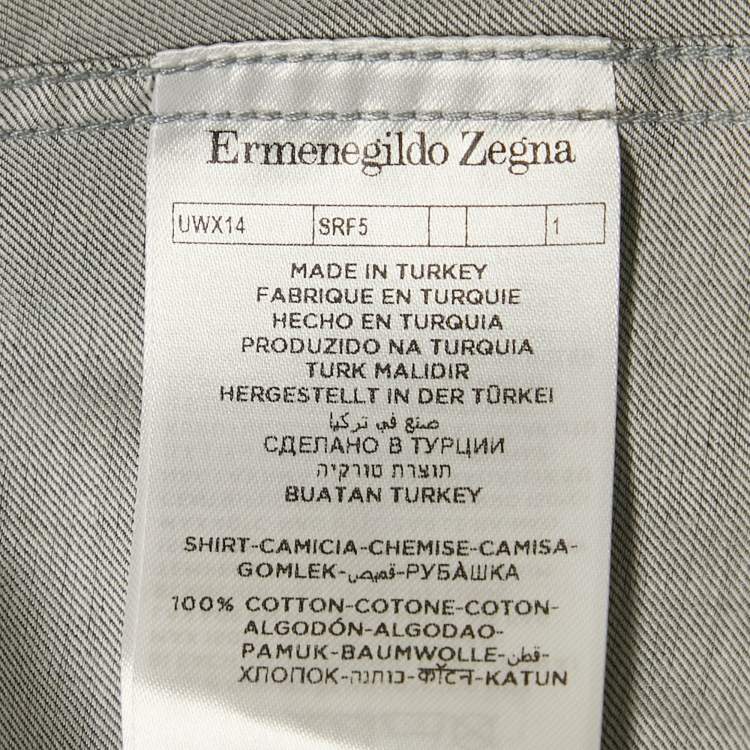 Ermenegildo Zegna
UWX14 SRF5 1
MADE IN TURKEY
FABRIQUE EN TURQUIE
HECHO EN TURQUIA
PRODUZIDO NA TURQUIA
TURK MALIDIR
HERGESTELLT IN DER TÜRKEI
صنع في تركيا
СДЕЛАНО В ТУРЦИИ
תוצרת טורקיה
BUATAN TURKEY
SHIRT-CAMICIA-CHEMISE-CAMISA-
GOMLEK-قميص-РУБÀШКА
100% COTTON-COTONE-COTON-
ALGODÓN-ALGODAO-
PAMUK-BAUMWOLLE-قطن-
ХЛОПОК-כותנה-कॉटन-KATUN